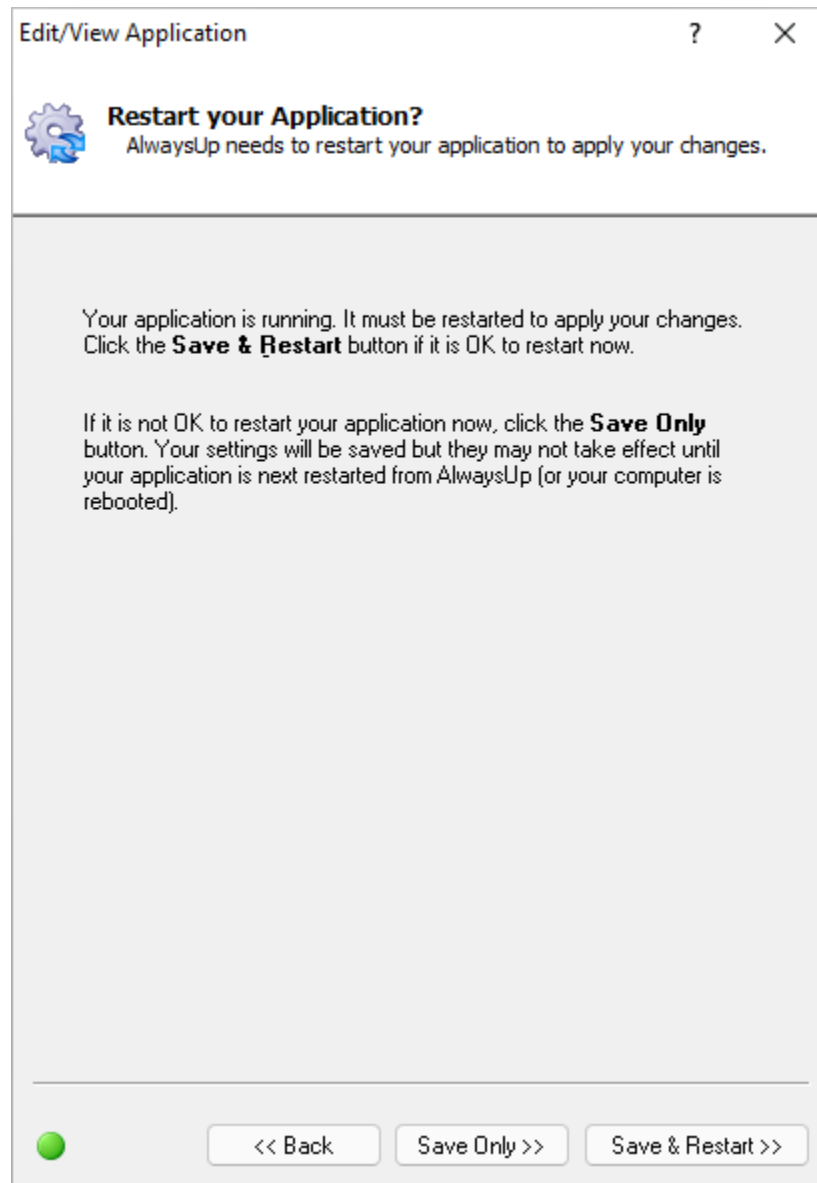 Edit/View Application ? ×
Restart your Application?
AlwaysUp needs to restart your application to apply your changes.
Your application is running. It must be restarted to apply your changes.
Click the Save & Restart button if it is OK to restart now.
If it is not OK to restart your application now, click the Save Only
button. Your settings will be saved but they may not take effect until
your application is next restarted from AlwaysUp (or your computer is
rebooted).
<< Back Save Only >> Save & Restart >>